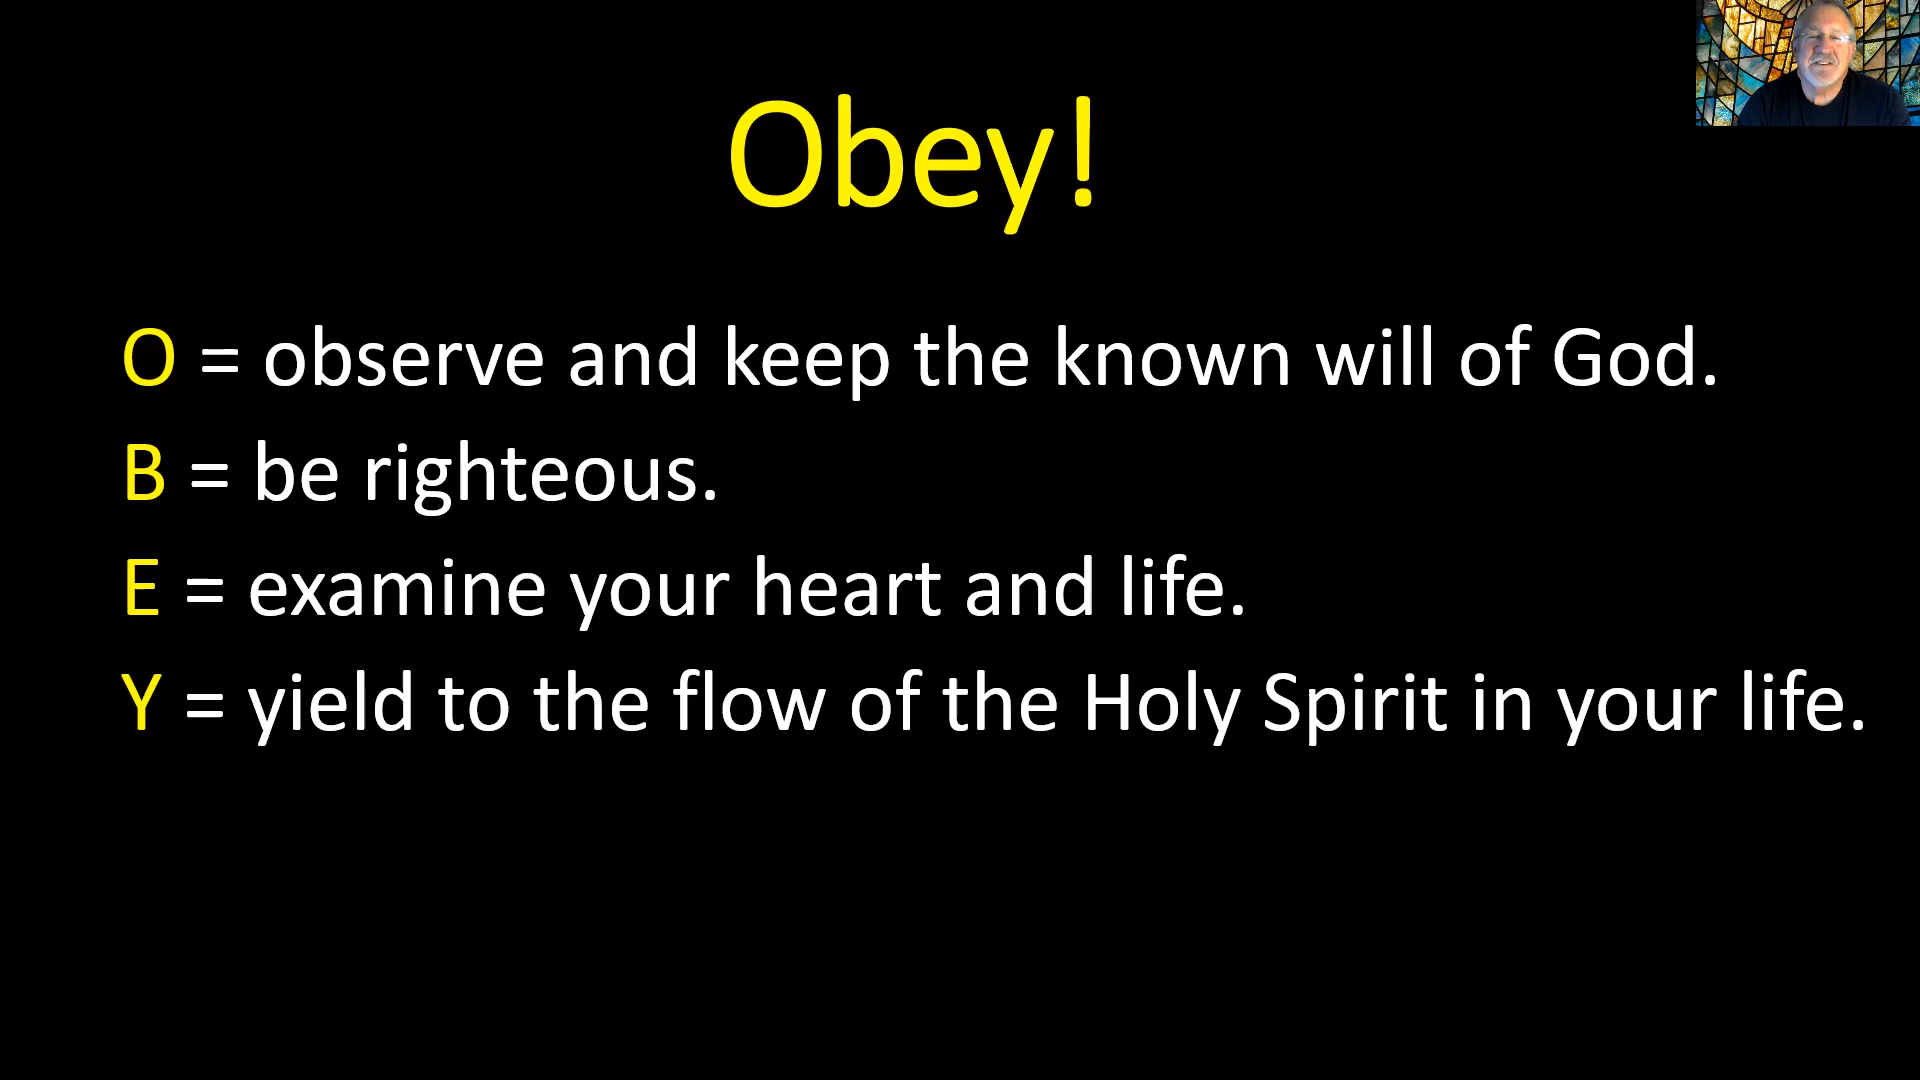 Obey!
O = observe and keep the known will of God.
B = be righteous.
E = examine your heart and life.
Y = yield to the flow of the Holy Spirit in your life.